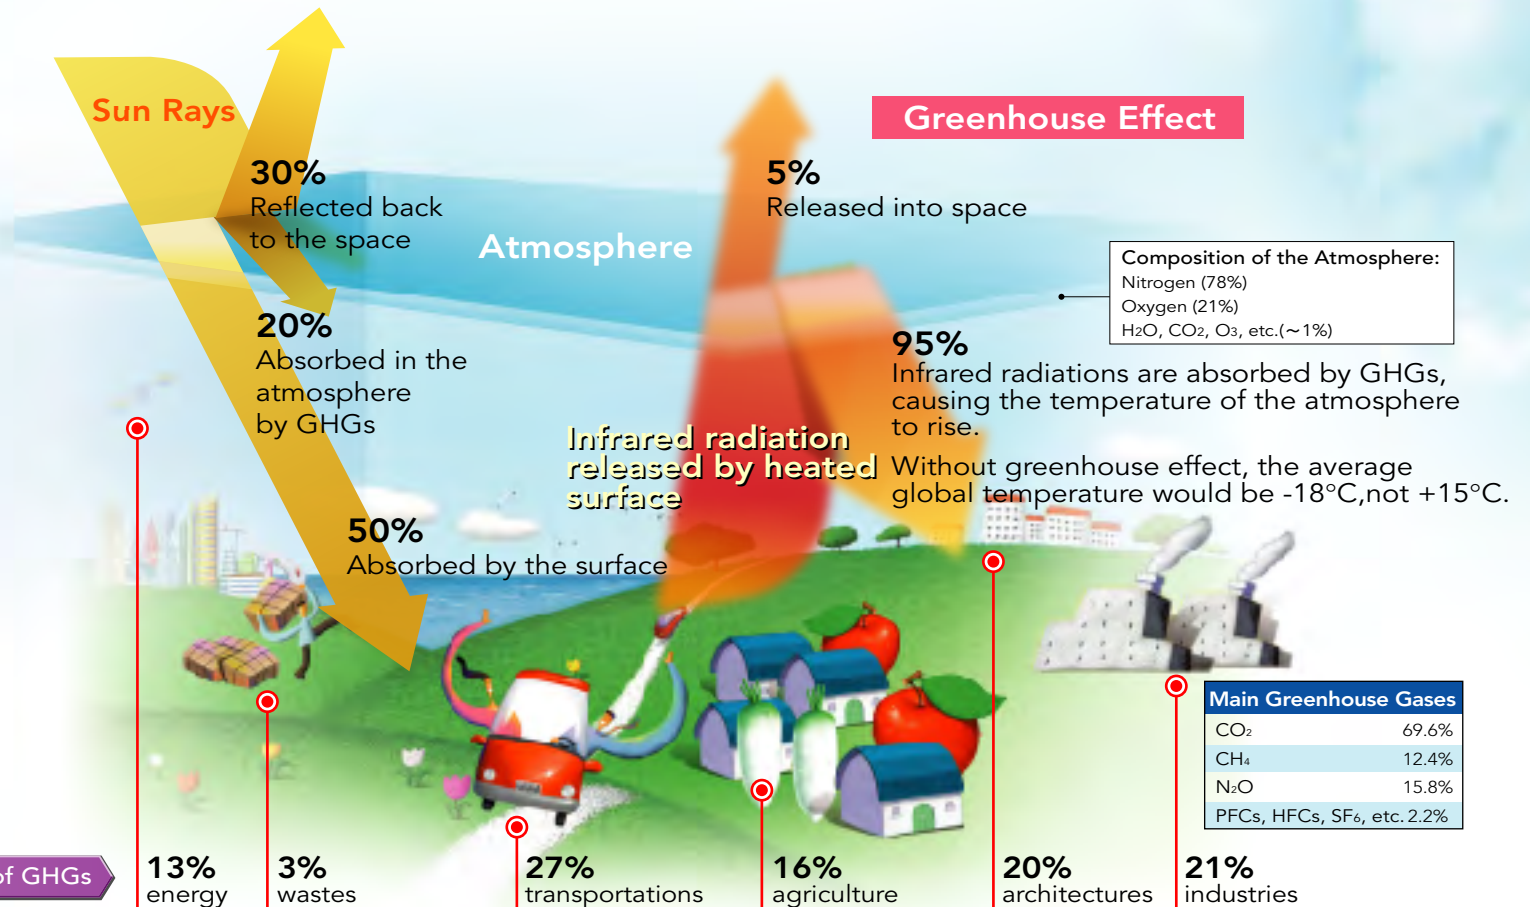 Sun Rays
Greenhouse Effect
30%
Reflected back
to the space
5%
Released into space
Atmosphere
Composition of the Atmosphere:
Nitrogen (78%)
Oxygen (21%)
H2O, CO2, O3, etc.(~1%)
20%
Absorbed in the
atmosphere
by GHGs
95%
Infrared radiations are absorbed by GHGs,
causing the temperature of the atmosphere
to rise.
Without greenhouse effect, the average
global temperature would be -18°C,not +15°C.
Infrared radiation
released by heated
surface
50%
Absorbed by the surface
Main Greenhouse Gases
CO2 69.6%
CH4 12.4%
N2O 15.8%
PFCs, HFCs, SF6, etc. 2.2%
of GHGs
13%
energy
3%
wastes
27%
transportations
16%
agriculture
20%
architectures
21%
industries